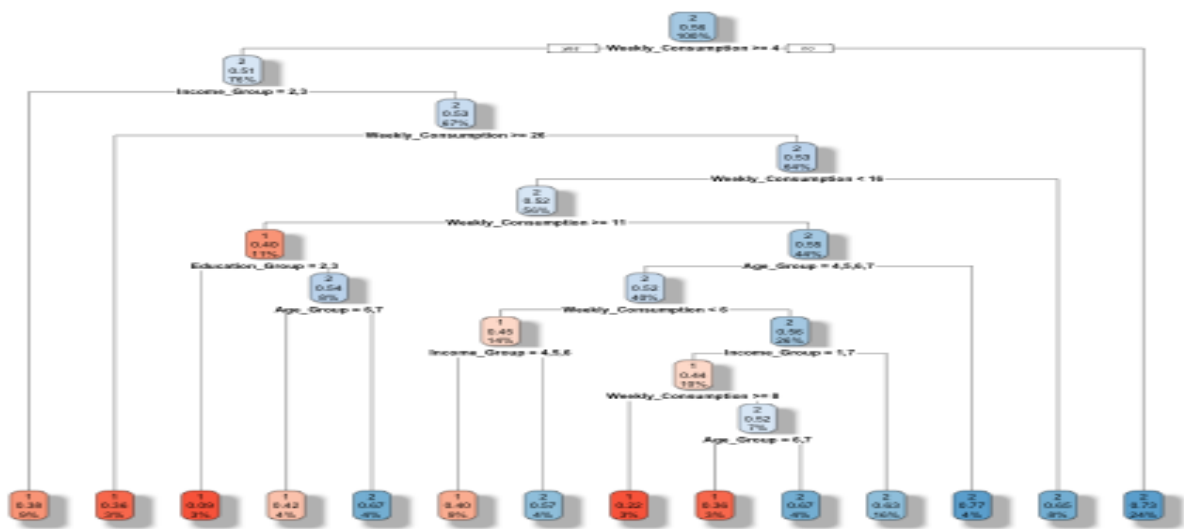 2
0.56
100%
yes Weekly_Consumption >= 4 no
2
0.51
76%
Income_Group = 2,3
2
0.53
67%
Weekly_Consumption >= 26
2
0.53
64%
Weekly_Consumption < 16
2
0.52
56%
Weekly_Consumption >= 11
1
0.40
11%
2
0.55
44%
Education_Group = 2,3
Age_Group = 4,5,6,7
2
0.54
8%
2
0.52
40%
Age_Group = 6,7
Weekly_Consumption < 6
1
0.45
14%
2
0.56
26%
Income_Group = 4,5,6
Income_Group = 1,7
1
0.44
10%
Weekly_Consumption >= 8
2
0.52
7%
Age_Group = 6,7
1 1 1 1 2 1 2 1 1 2 2 2 2 2
0.38 0.36 0.09 0.42 0.67 0.40 0.57 0.22 0.36 0.67 0.63 0.77 0.65 0.73
9% 3% 3% 4% 4% 9% 4% 3% 3% 4% 16% 4% 8% 24%